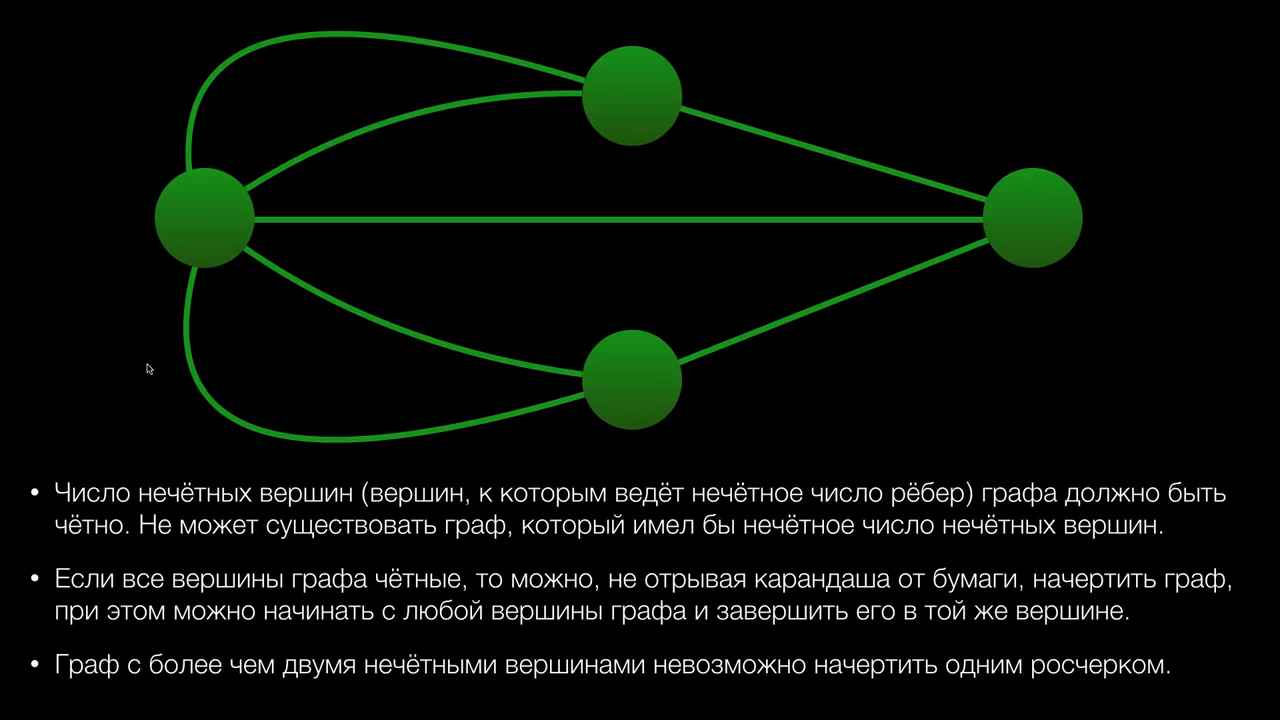 • Число нечётных вершин (вершин, к которым ведёт нечётное число рёбер) графа должно быть
чётно. Не может существовать граф, который имел бы нечётное число нечётных вершин.
• Если все вершины графа чётные, то можно, не отрывая карандаша от бумаги, начертить граф,
при этом можно начинать с любой вершины графа и завершить его в той же вершине.
• Граф с более чем двумя нечётными вершинами невозможно начертить одним росчерком.